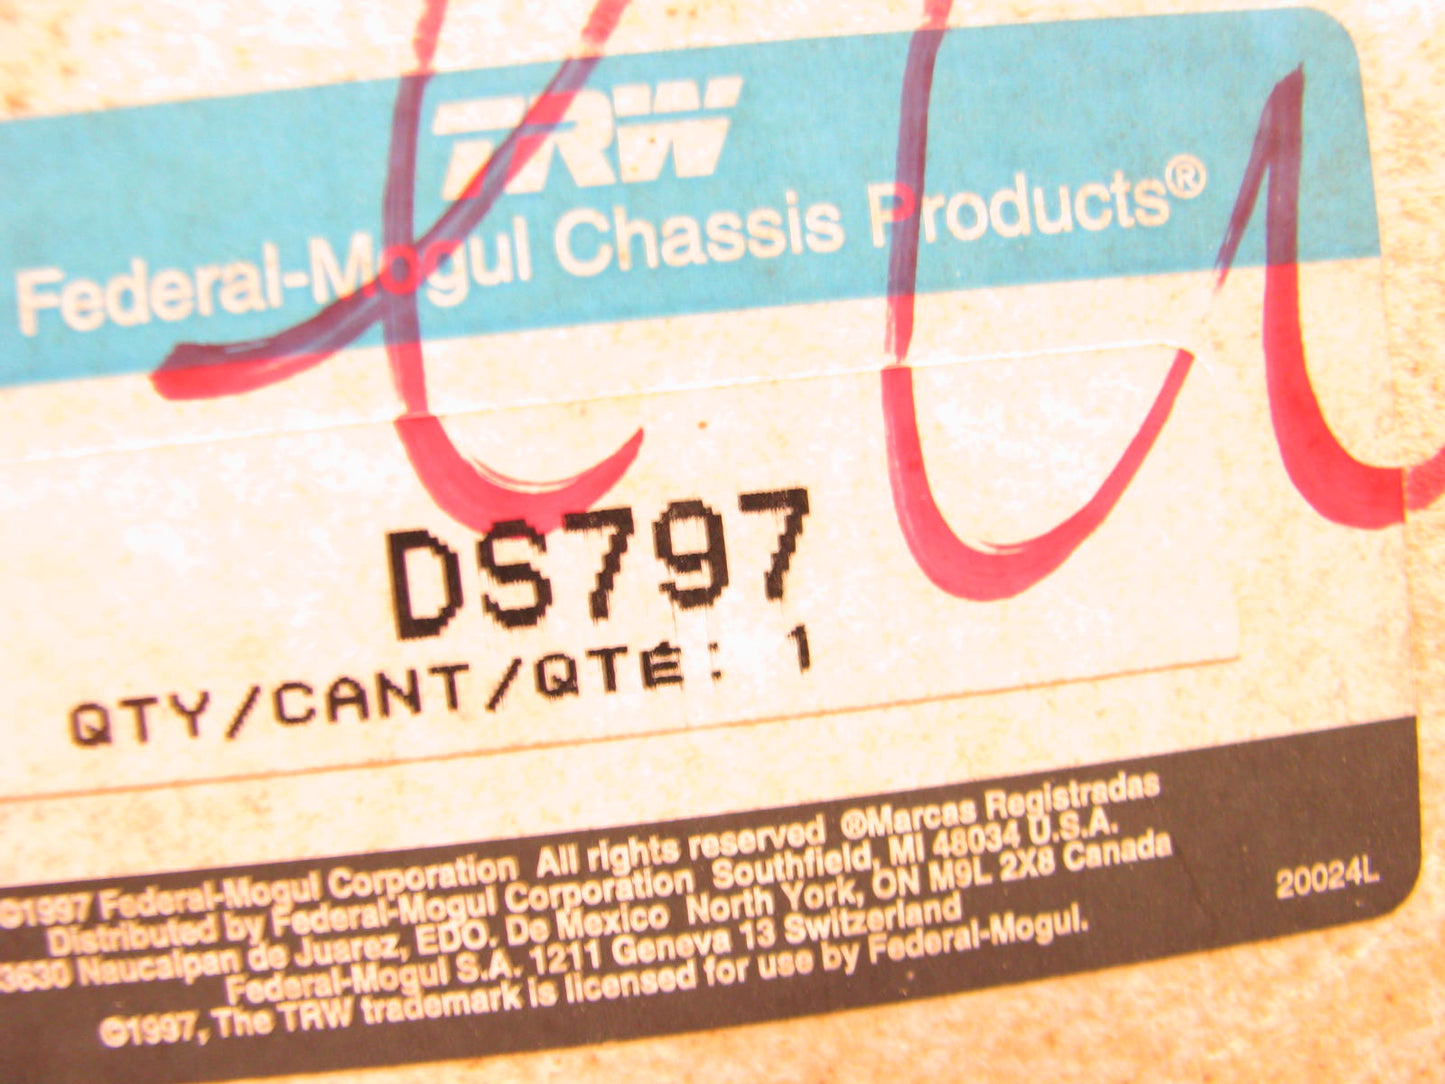 TRW
Federal-Mogul Chassis Products®
DS797
QTY/CANT/QTÉ: 1
©1997 Federal-Mogul Corporation All rights reserved ®Marcas Registradas
Distributed by Federal-Mogul Corporation Southfield, MI 48034 U.S.A.
3630 Naucalpan de Juarez, EDO. De Mexico North York, ON M9L 2X8 Canada
Federal-Mogul S.A. 1211 Geneva 13 Switzerland
©1997, The TRW trademark is licensed for use by Federal-Mogul.
20024L